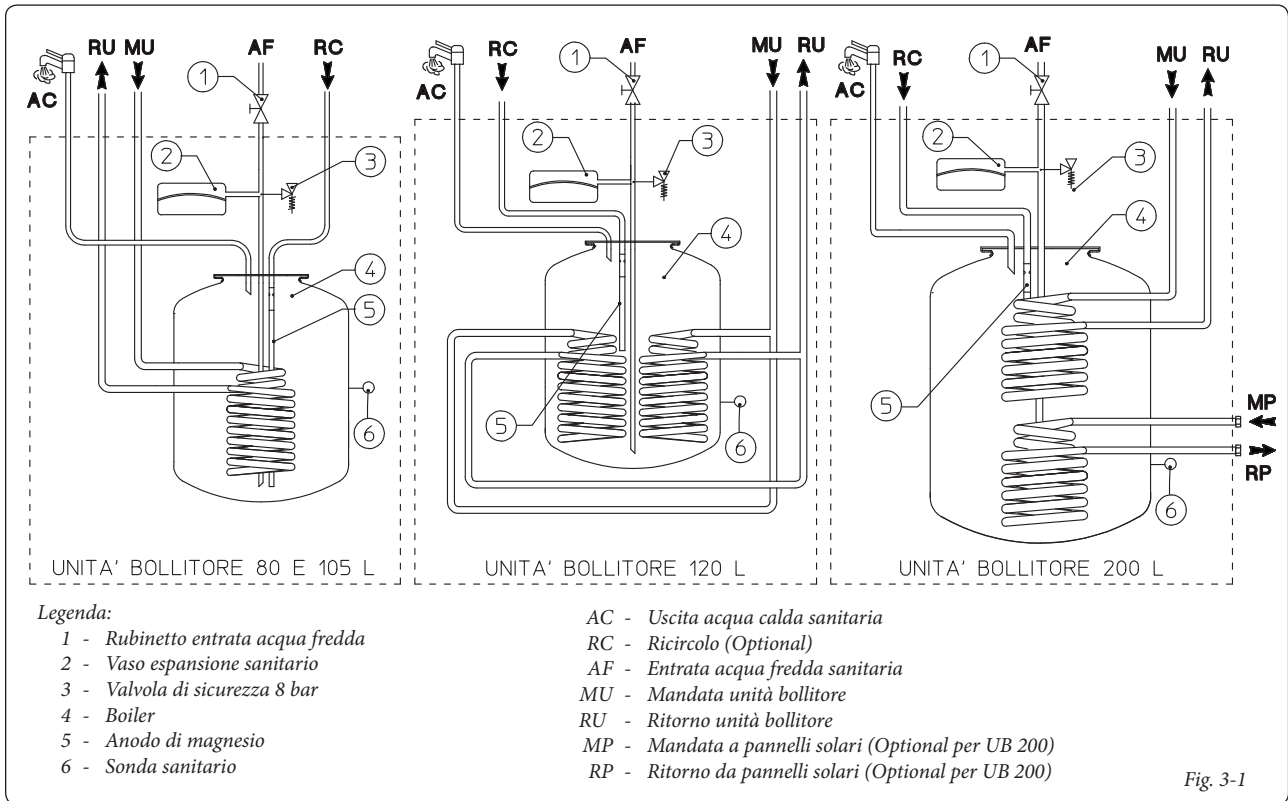 RU MU AF RC
1
AC
2
3
4
5
6
UNITA' BOLLITORE 80 E 105 L
RC AF MU RU
1
AC
2
3
4
5
6
UNITA' BOLLITORE 120 L
AC RC AF MU RU
1
2
3
4
5
MP
RP
6
UNITA' BOLLITORE 200 L
Legenda:
1 - Rubinetto entrata acqua fredda
2 - Vaso espansione sanitario
3 - Valvola di sicurezza 8 bar
4 - Boiler
5 - Anodo di magnesio
6 - Sonda sanitario
AC - Uscita acqua calda sanitaria
RC - Ricircolo (Optional)
AF - Entrata acqua fredda sanitaria
MU - Mandata unità bollitore
RU - Ritorno unità bollitore
MP - Mandata a pannelli solari (Optional per UB 200)
RP - Ritorno da pannelli solari (Optional per UB 200)
Fig. 3-1